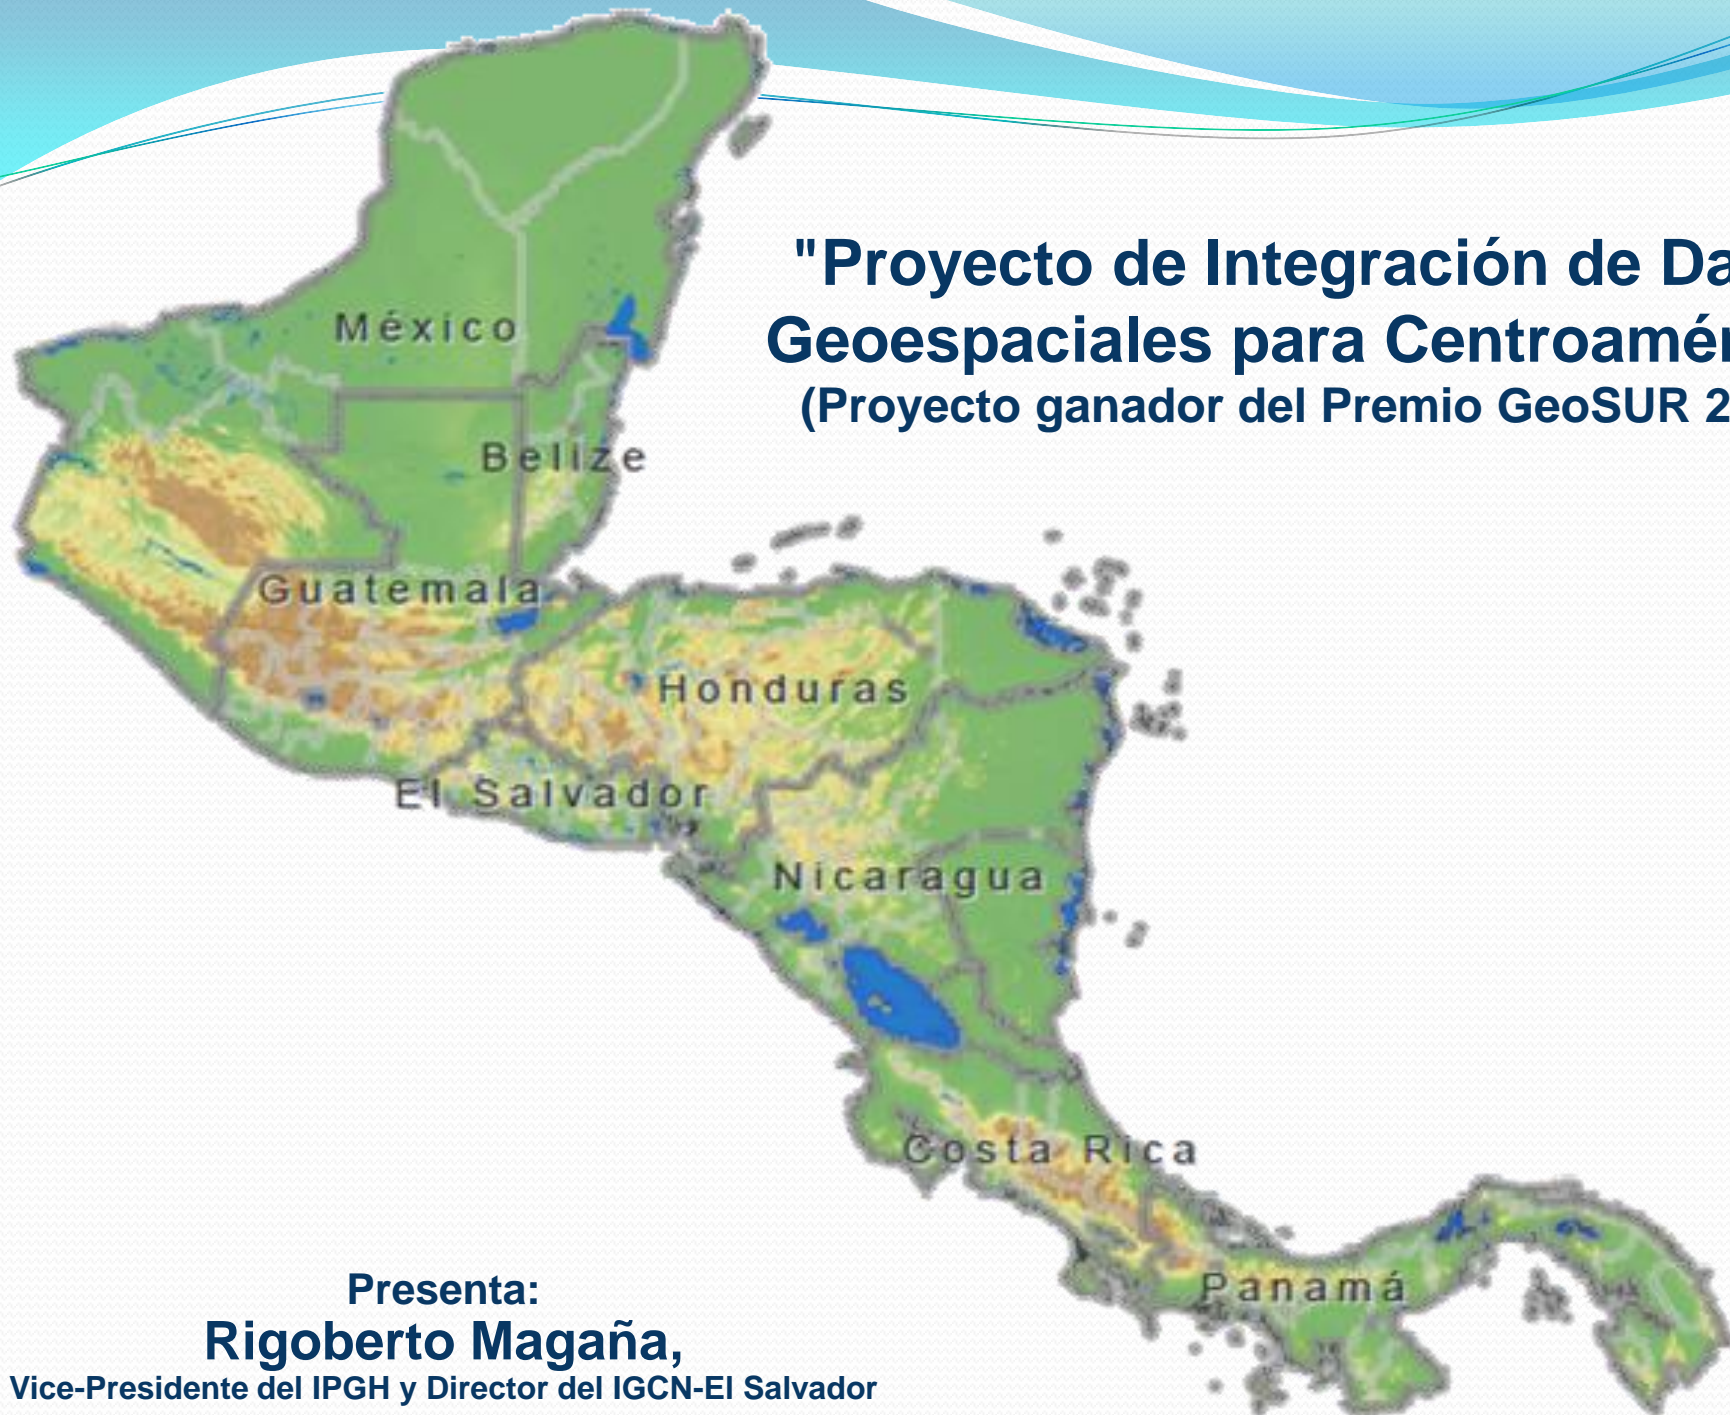 "Proyecto de Integración de Da
Geoespaciales para Centroamér
(Proyecto ganador del Premio GeoSUR 2
México
Belize
Guatemala
Honduras
El Salvador
Nicaragua
Costa Rica
Panamá
Presenta:
Rigoberto Magaña,
Vice-Presidente del IPGH y Director del IGCN-El Salvador